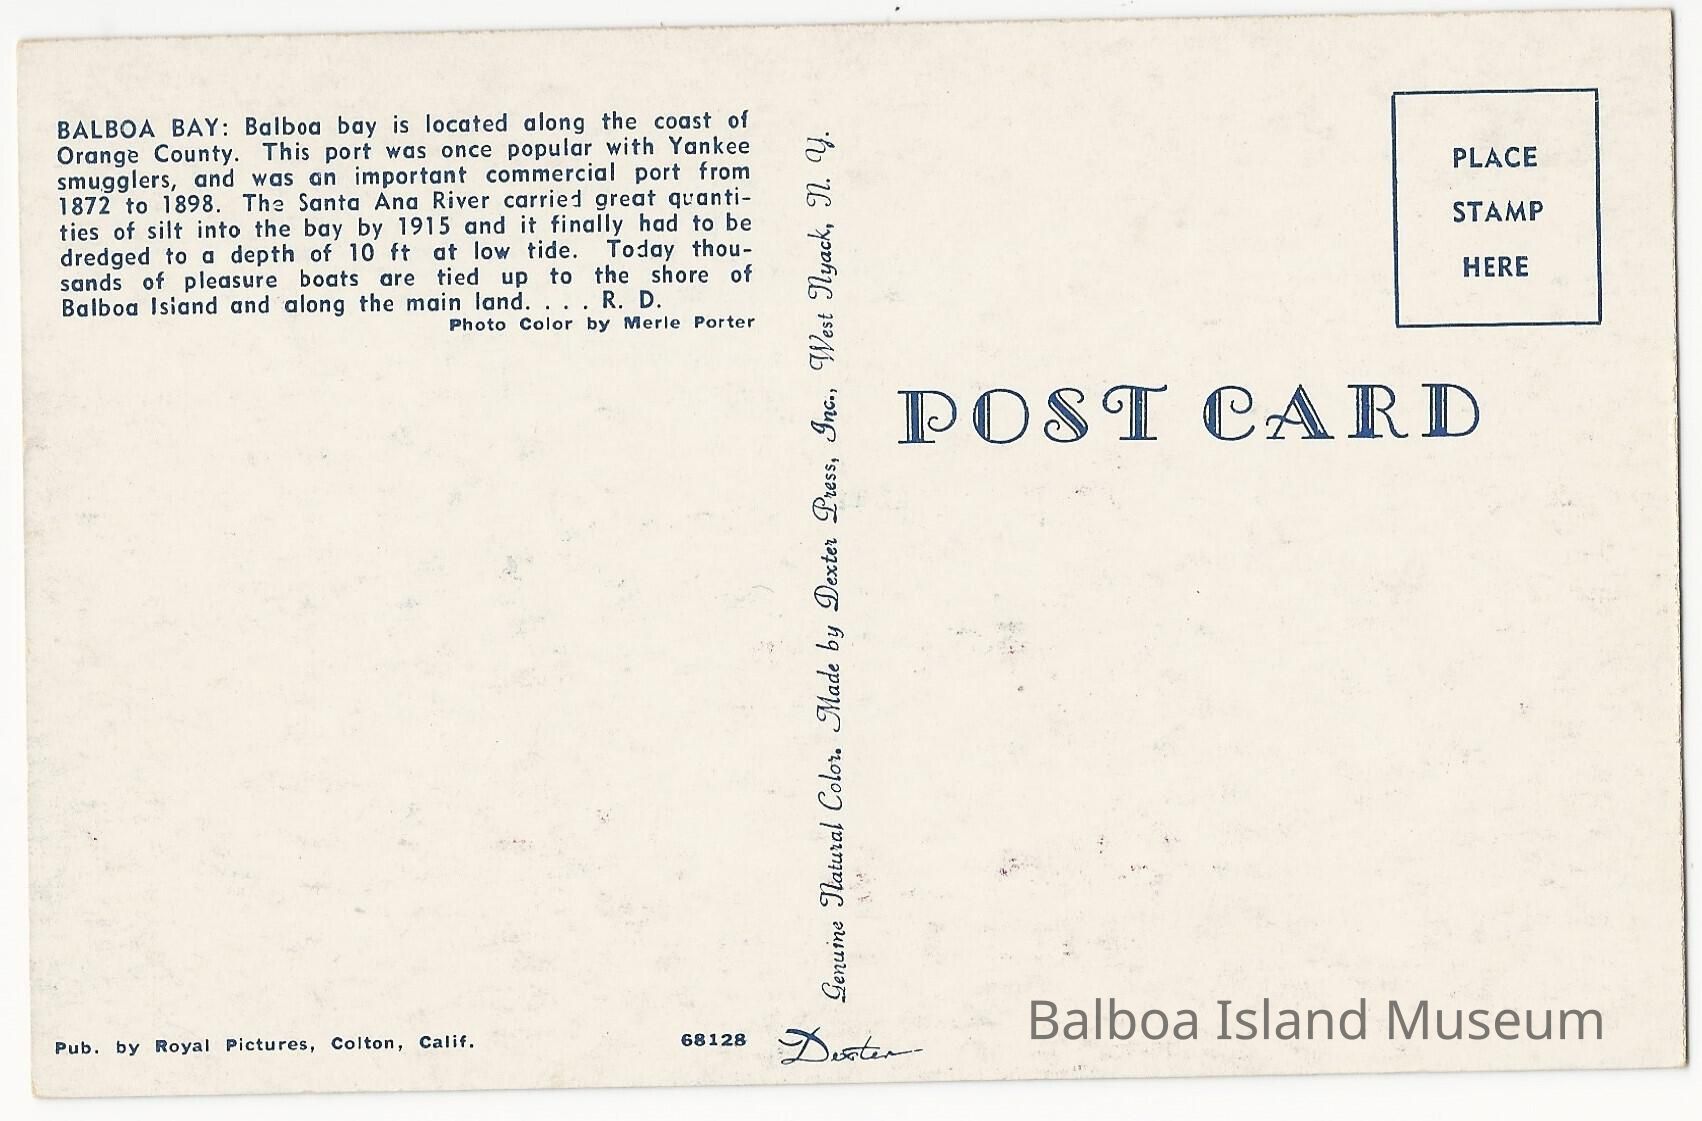 BALBOA BAY: Balboa bay is located along the coast of
Orange County. This port was once popular with Yankee
smugglers, and was an important commercial port from
1872 to 1898. The Santa Ana River carried great quanti-
ties of silt into the bay by 1915 and it finally had to be
dredged to a depth of 10 ft at low tide. Today thou-
sands of pleasure boats are tied up to the shore of
Balboa Island and along the main land. . . . R. D.
Photo Color by Merle Porter
Pub. by Royal Pictures, Colton, Calif.
68128
Dexter
Genuine Natural Color. Made by Dexter Press, Inc., West Nyack, N. Y.
PLACE
STAMP
HERE
POST CARD
Balboa Island Museum